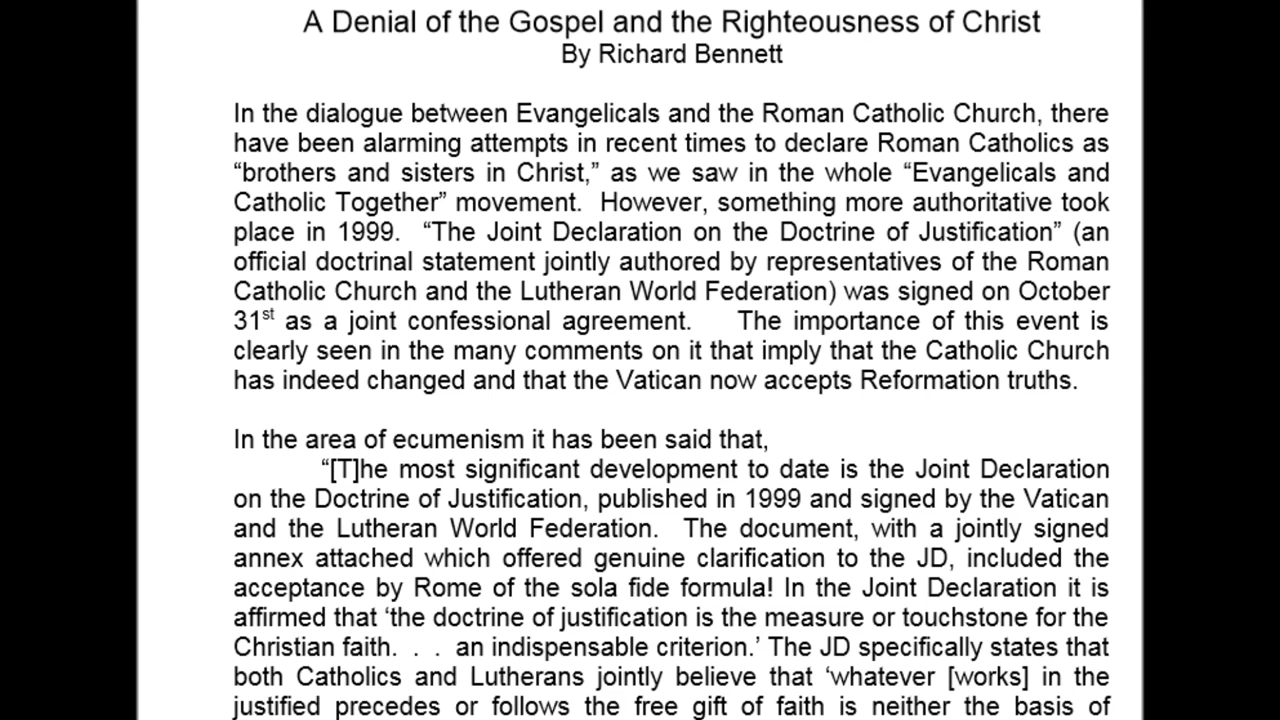 A Denial of the Gospel and the Righteousness of Christ
By Richard Bennett
In the dialogue between Evangelicals and the Roman Catholic Church, there
have been alarming attempts in recent times to declare Roman Catholics as
“brothers and sisters in Christ,” as we saw in the whole “Evangelicals and
Catholic Together” movement.  However, something more authoritative took
place in 1999.  “The Joint Declaration on the Doctrine of Justification” (an
official doctrinal statement jointly authored by representatives of the Roman
Catholic Church and the Lutheran World Federation) was signed on October
31st as a joint confessional agreement.    The importance of this event is
clearly seen in the many comments on it that imply that the Catholic Church
has indeed changed and that the Vatican now accepts Reformation truths.
In the area of ecumenism it has been said that,
“[T]he most significant development to date is the Joint Declaration
on the Doctrine of Justification, published in 1999 and signed by the Vatican
and the Lutheran World Federation.  The document, with a jointly signed
annex attached which offered genuine clarification to the JD, included the
acceptance by Rome of the sola fide formula! In the Joint Declaration it is
affirmed that ‘the doctrine of justification is the measure or touchstone for the
Christian faith. . . . an indispensable criterion.’ The JD specifically states that
both Catholics and Lutherans jointly believe that ‘whatever [works] in the
justified precedes or follows the free gift of faith is neither the basis of